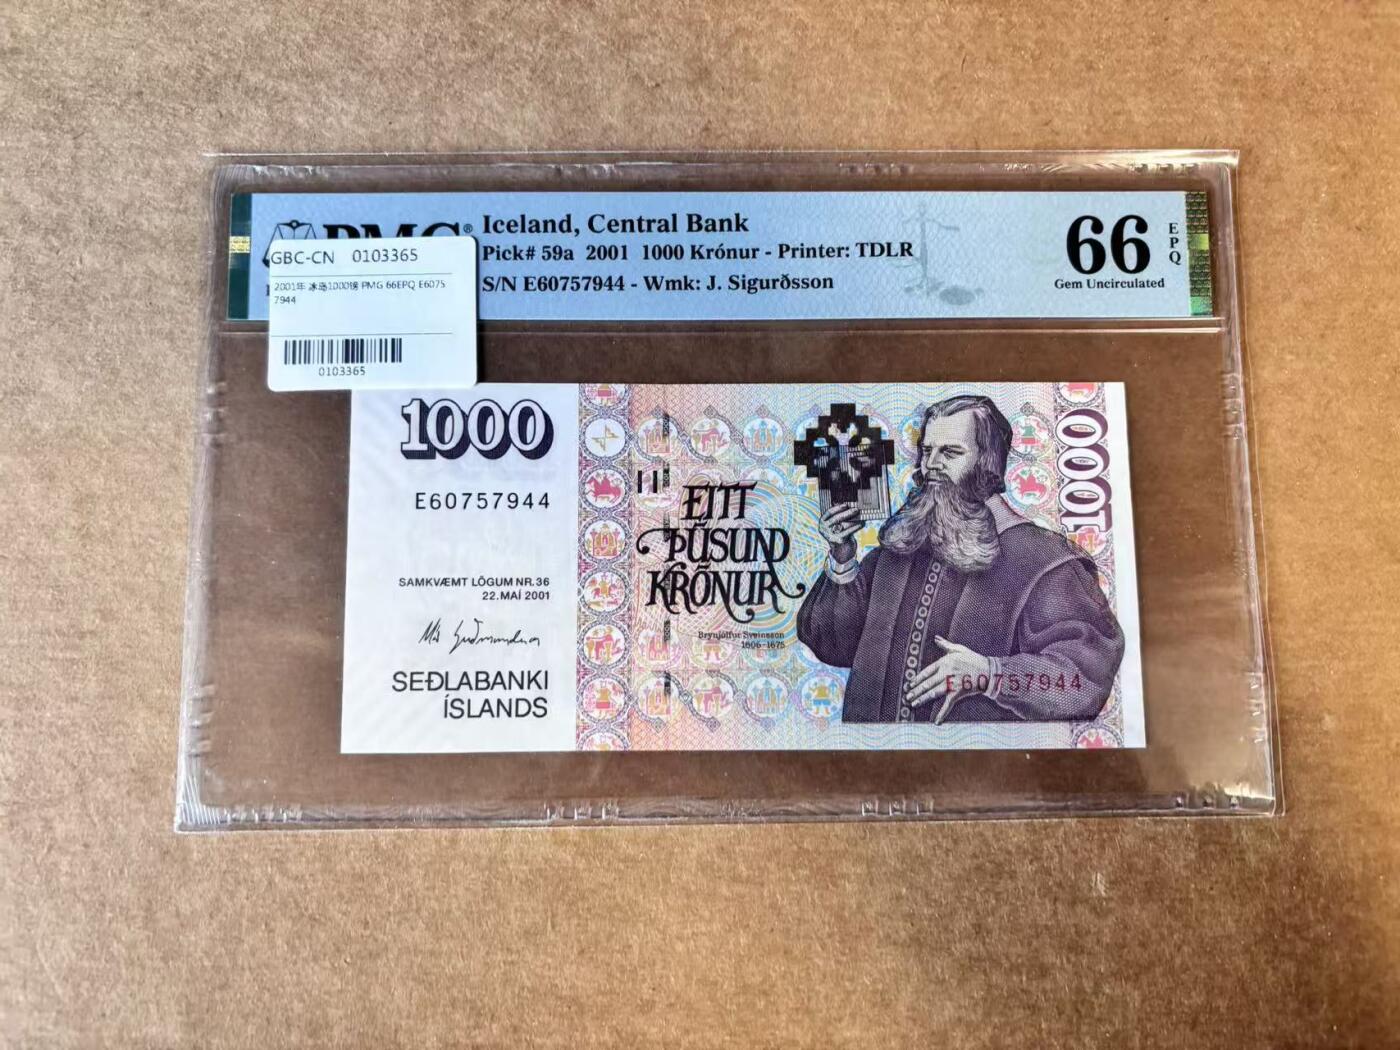 PMG®
Iceland, Central Bank
Pick# 59a 2001 1000 Krónur - Printer: TDLR
S/N E60757944 - Wmk: J. Sigurðsson
66
EPQ
Gem Uncirculated
GBC-CN 0103365
2001年 冰岛1000镑 PMG 66EPQ E6075
7944
0103365
1000
E60757944
SAMKVÆMT LÖGUM NR. 36
22. MAÍ 2001
SEÐLABANKI
ÍSLANDS
EITT
ÞÚSUND
KRÓNUR
Brynjólfur Sveinsson
1605-1675
1000
E60757944